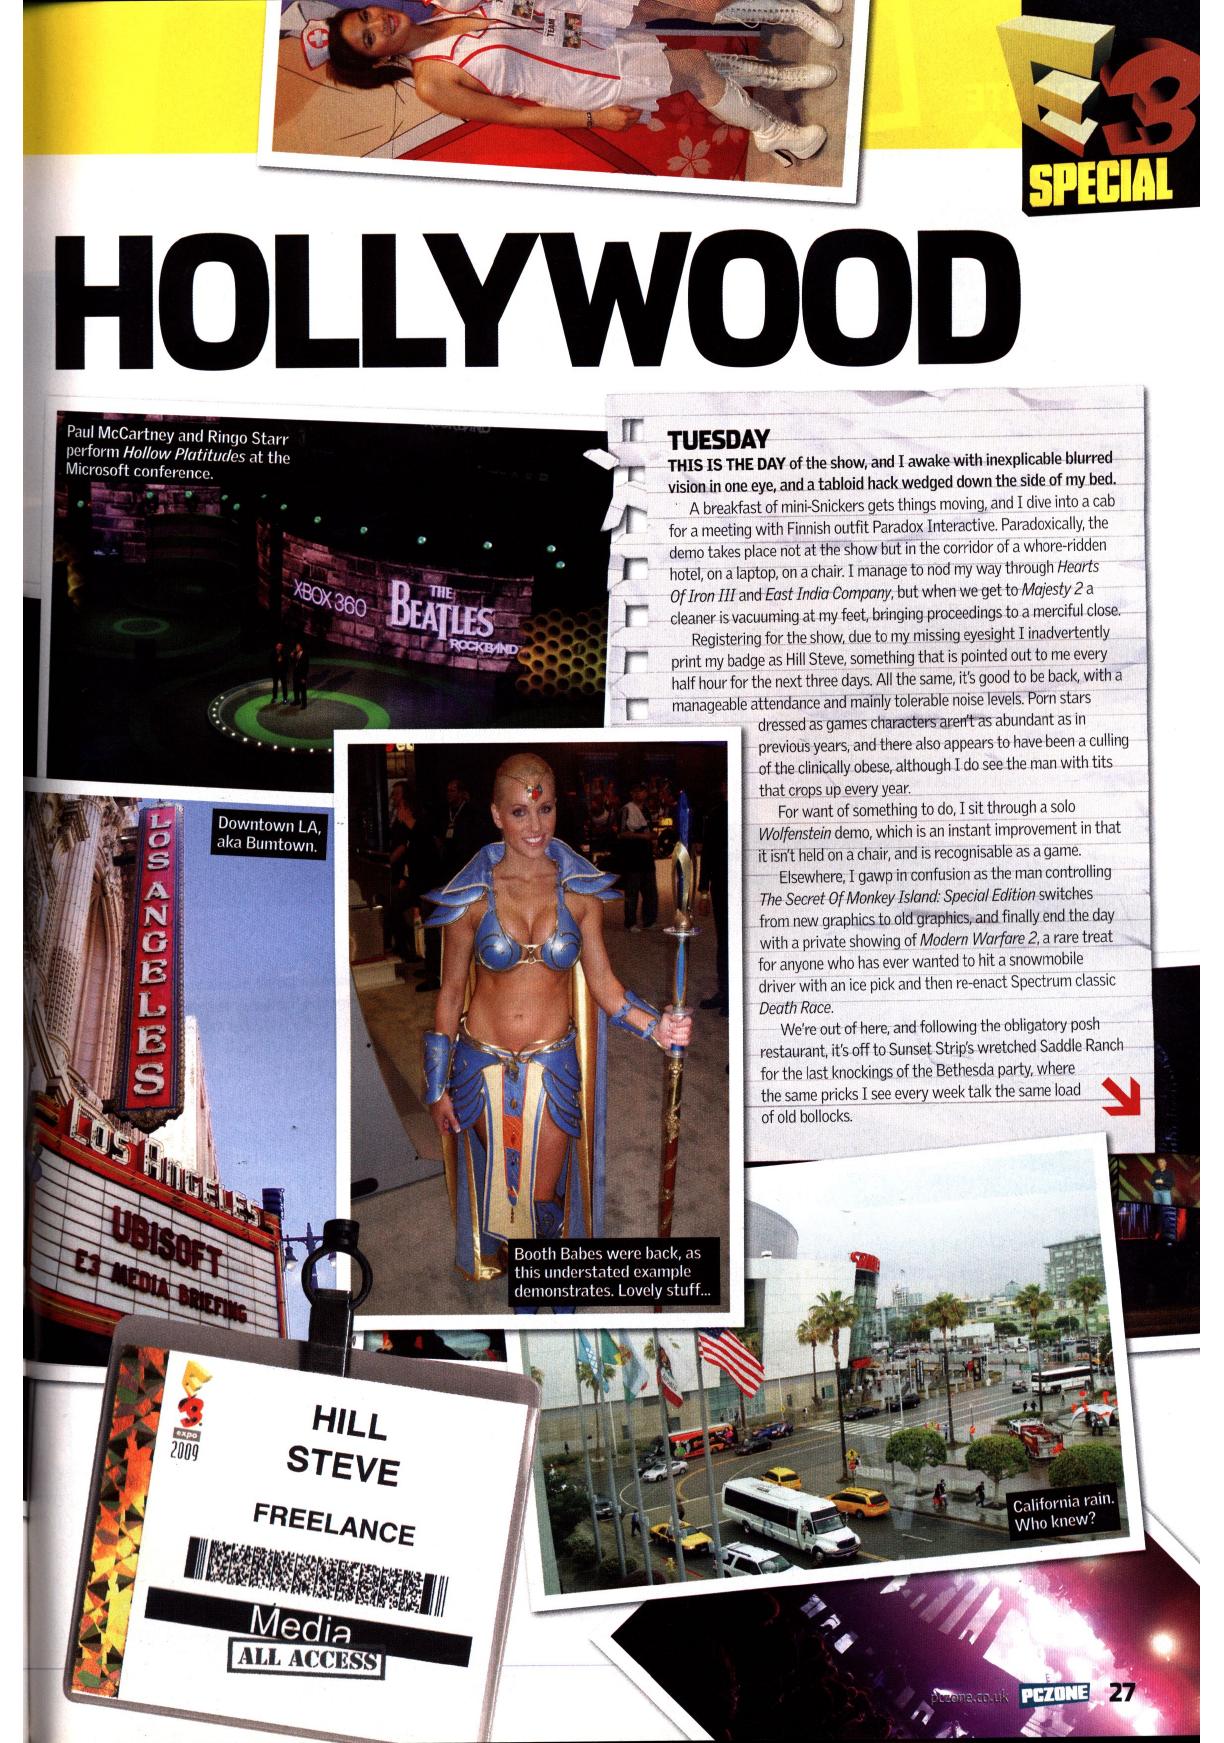 TEAM
E3
SPECIAL
HOLLYWOOD
Paul McCartney and Ringo Starr
perform Hollow Platitudes at the
Microsoft conference.
XBOX 360
THE
BEATLES
ROCKBAND
TUESDAY
THIS IS THE DAY of the show, and I awake with inexplicable blurred
vision in one eye, and a tabloid hack wedged down the side of my bed.
A breakfast of mini-Snickers gets things moving, and I dive into a cab
for a meeting with Finnish outfit Paradox Interactive. Paradoxically, the
demo takes place not at the show but in the corridor of a whore-ridden
hotel, on a laptop, on a chair. I manage to nod my way through Hearts
Of Iron III and East India Company, but when we get to Majesty 2 a
cleaner is vacuuming at my feet, bringing proceedings to a merciful close.
Registering for the show, due to my missing eyesight I inadvertently
print my badge as Hill Steve, something that is pointed out to me every
half hour for the next three days. All the same, it's good to be back, with a
manageable attendance and mainly tolerable noise levels. Porn stars
dressed as games characters aren't as abundant as in
previous years, and there also appears to have been a culling
of the clinically obese, although I do see the man with tits
that crops up every year.
For want of something to do, I sit through a solo
Wolfenstein demo, which is an instant improvement in that
it isn't held on a chair, and is recognisable as a game.
Elsewhere, I gawp in confusion as the man controlling
The Secret Of Monkey Island: Special Edition switches
from new graphics to old graphics, and finally end the day
with a private showing of Modern Warfare 2, a rare treat
for anyone who has ever wanted to hit a snowmobile
driver with an ice pick and then re-enact Spectrum classic
Death Race.
We're out of here, and following the obligatory posh
restaurant, it's off to Sunset Strip's wretched Saddle Ranch
for the last knockings of the Bethesda party, where
the same pricks I see every week talk the same load
of old bollocks.
Downtown LA,
aka Bumtown.
LOS ANGELES
LOS ANGELES
UBISOFT
E3 MEDIA BRIEFING
Booth Babes were back, as
this understated example
demonstrates. Lovely stuff...
E3
expo
2009
HILL
STEVE
FREELANCE
Media
ALL ACCESS
California rain.
Who knew?
pczone.co.uk PCZONE 27